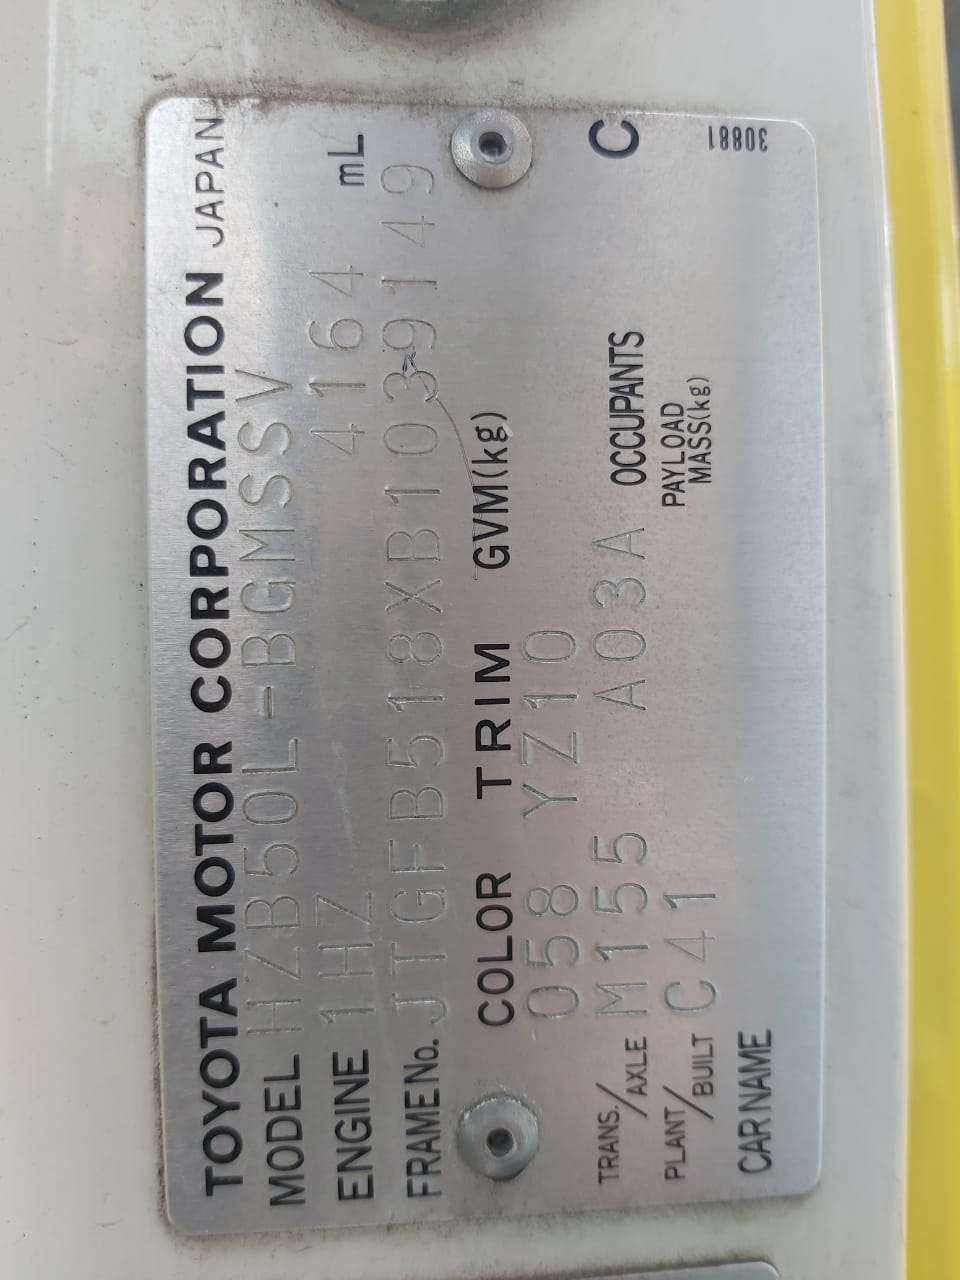 TOYOTA MOTOR CORPORATION JAPAN
MODEL HZB50L-BGMSSV
ENGINE 1HZ 4164 mL
FRAME No. JTGFB518XB1039149
COLOR TRIM GVM(kg)
058 YZ10
TRANS./AXLE M155 A03A OCCUPANTS C
PLANT/BUILT C41 PAYLOAD MASS(kg)
CAR NAME 30881